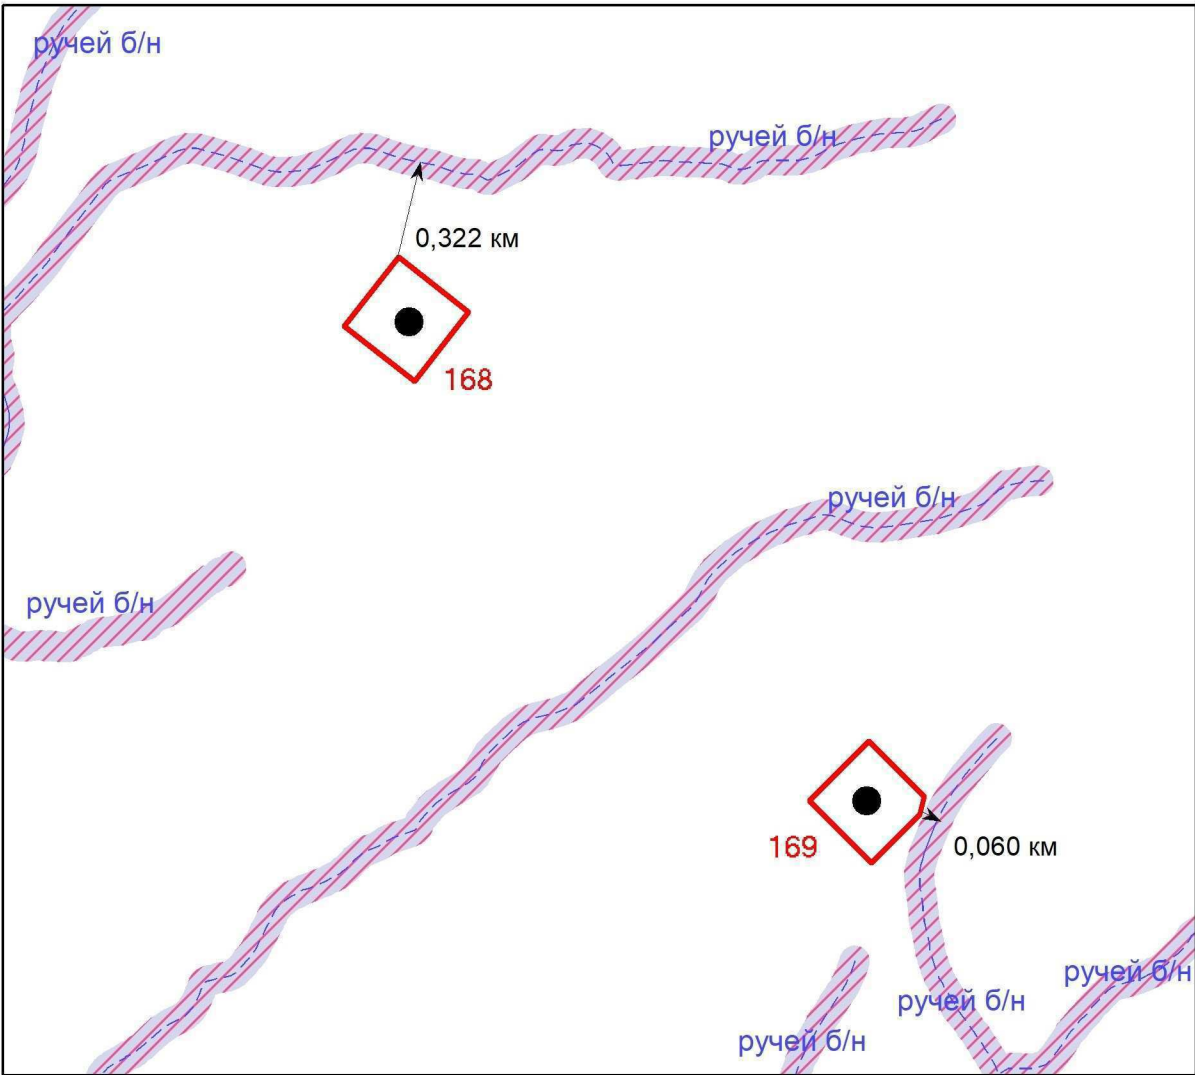 ручей б/н
ручей б/н
0,322 км
168
ручей б/н
ручей б/н
169
0,060 км
ручей б/н
ручей б/н
ручей б/н